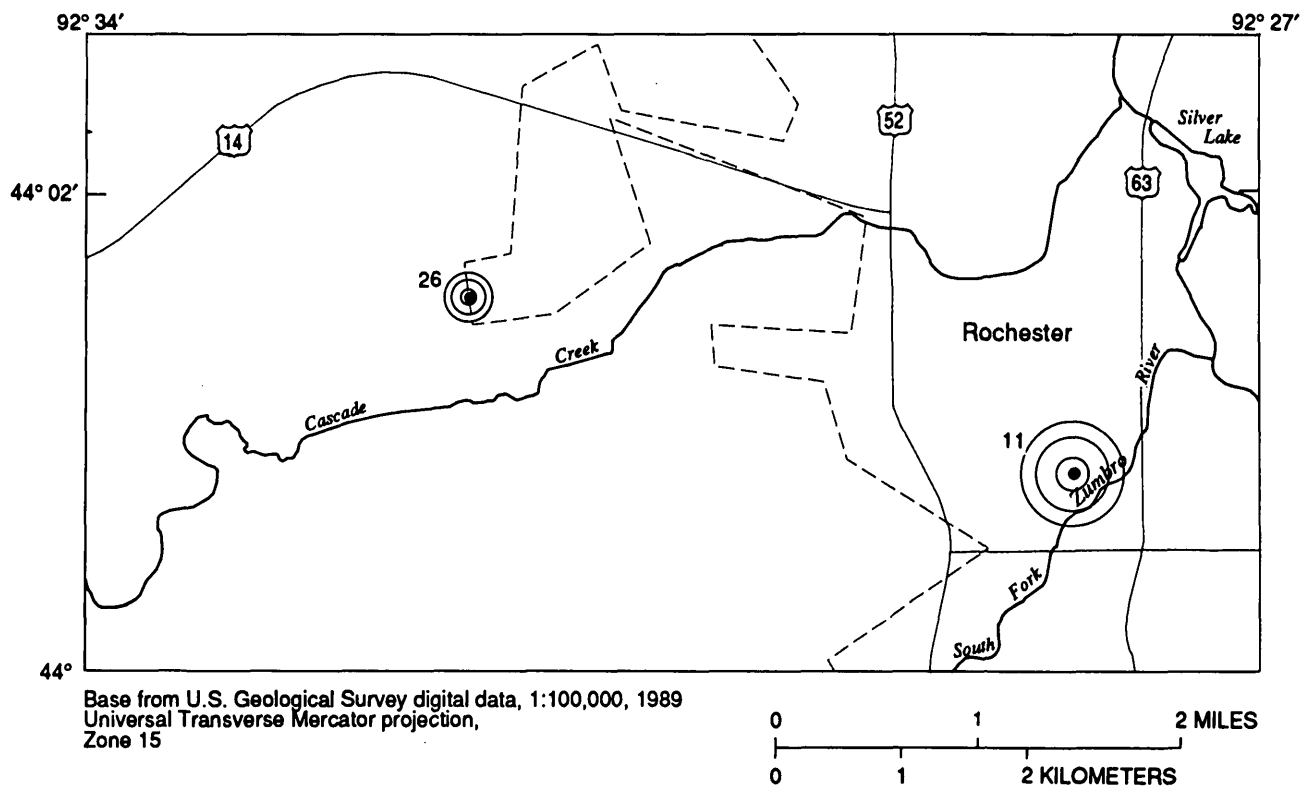 92° 34′
92° 27′
52
Silver
Lake
14
63
44° 02′
26
Rochester
Creek
River
Cascade
11
Zumbro
Fork
South
44°
Base from U.S. Geological Survey digital data, 1:100,000, 1989
Universal Transverse Mercator projection,
Zone 15
0 1 2 MILES
0 1 2 KILOMETERS